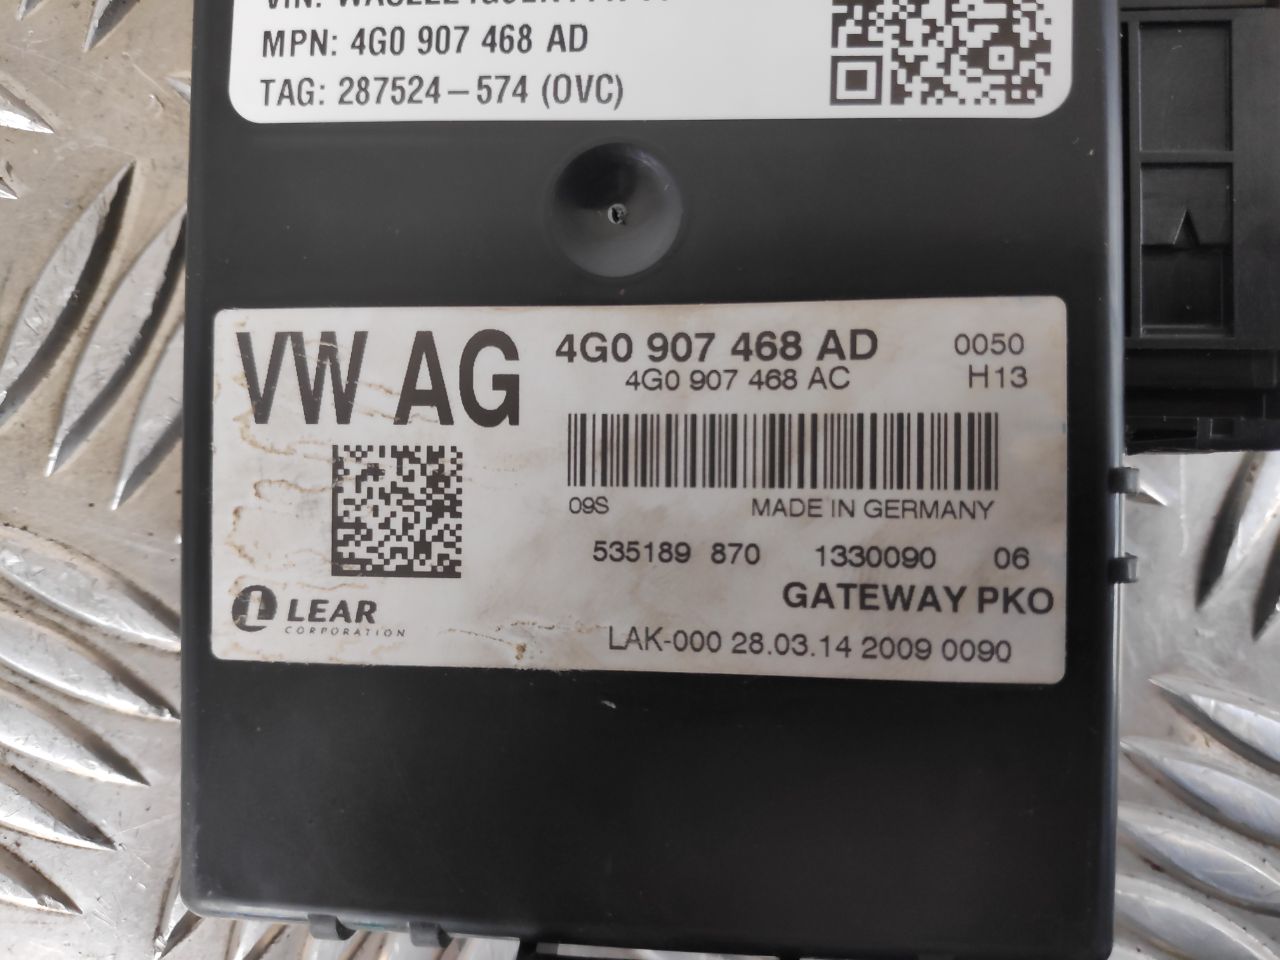 VIN:
MPN: 4G0 907 468 AD
TAG: 287524-574 (OVC)
VW AG
4G0 907 468 AD
0050
4G0 907 468 AC
H13
09S
MADE IN GERMANY
535189 870
1330090
06
GATEWAY PKO
LEAR
CORPORATION
LAK-000 28.03.14 2009 0090